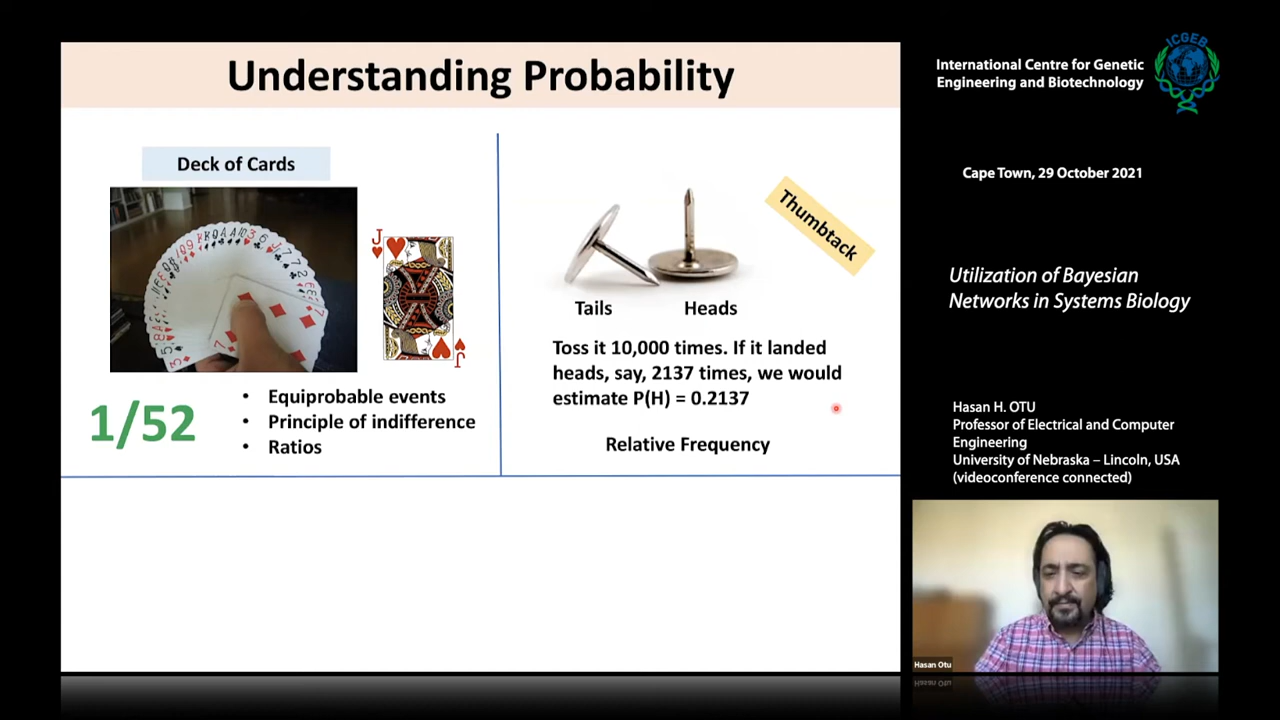 Understanding Probability
Deck of Cards
J
J
1/52
• Equiprobable events
• Principle of indifference
• Ratios
Thumbtack
Tails
Heads
Toss it 10,000 times. If it landed
heads, say, 2137 times, we would
estimate P(H) = 0.2137
Relative Frequency
International Centre for Genetic
Engineering and Biotechnology
ICGEB
Cape Town, 29 October 2021
Utilization of Bayesian
Networks in Systems Biology
Hasan H. OTU
Professor of Electrical and Computer
Engineering
University of Nebraska – Lincoln, USA
(videoconference connected)
Hasan Otu